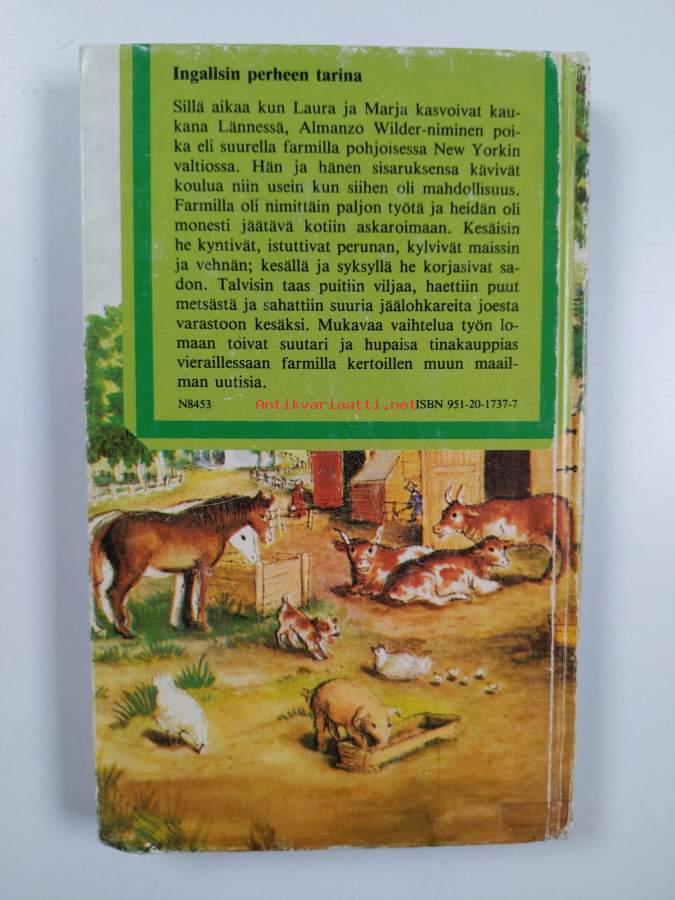 Ingallsin perheen tarina
Sillä aikaa kun Laura ja Marja kasvoivat kau-
kana Lännessä, Almanzo Wilder-niminen poi-
ka eli suurella farmilla pohjoisessa New Yorkin
valtiossa. Hän ja hänen sisaruksensa kävivät
koulua niin usein kun siihen oli mahdollisuus.
Farmilla oli nimittäin paljon työtä ja heidän oli
monesti jäätävä kotiin askaroimaan. Kesäisin
he kyntivät, istuttivat perunan, kylvivät maissin
ja vehnän; kesällä ja syksyllä he korjasivat sa-
don. Talvisin taas puitiin viljaa, haettiin puut
metsästä ja sahattiin suuria jäälohkareita joesta
varastoon kesäksi. Mukavaa vaihtelua työn lo-
maan toivat suutari ja hupaisa tinakauppias
vieraillessaan farmilla kertoillen muun maail-
man uutisia.
N8453 Antikvariaatti.net ISBN 951-20-1737-7